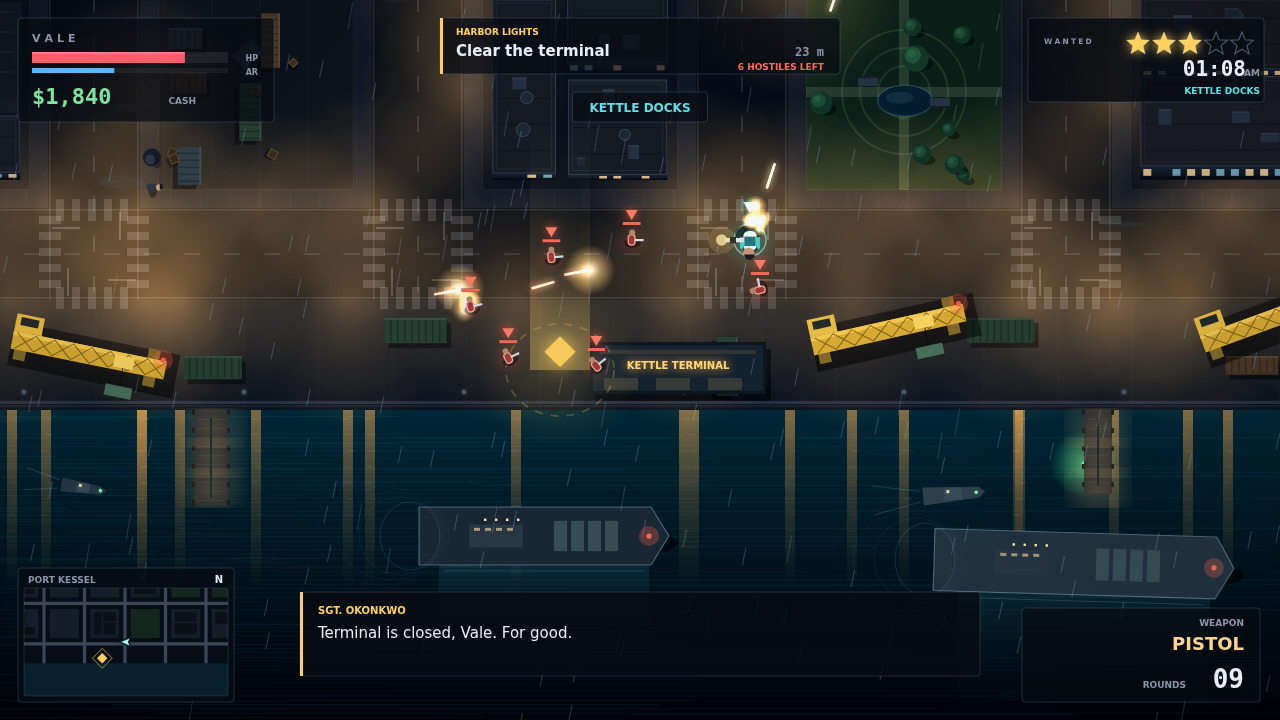 VALE
HP
AR
$1,840
CASH
HARBOR LIGHTS
Clear the terminal
23 m
6 HOSTILES LEFT
KETTLE DOCKS
WANTED
01:08 AM
KETTLE DOCKS
KETTLE TERMINAL
PORT KESSEL
N
SGT. OKONKWO
Terminal is closed, Vale. For good.
WEAPON
PISTOL
ROUNDS 09